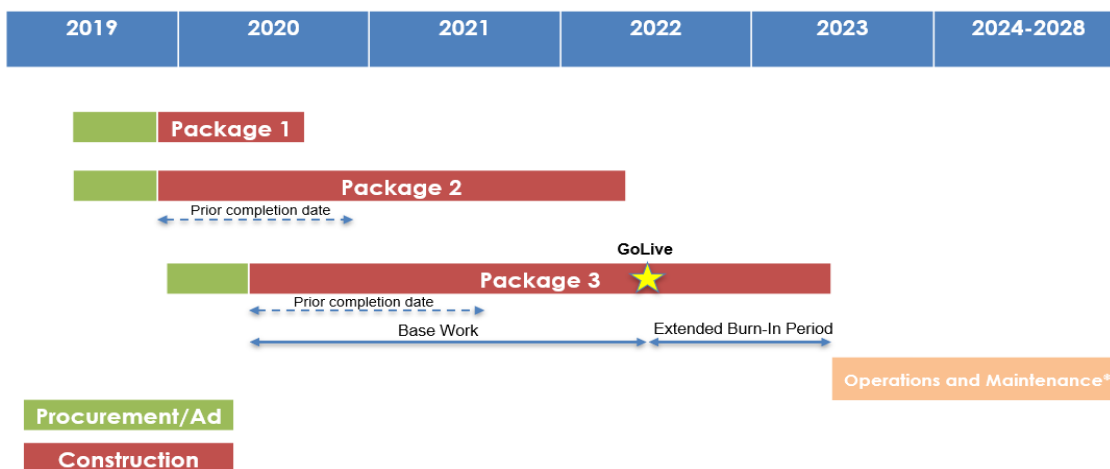 2019 2020 2021 2022 2023 2024-2028
Package 1
Package 2
Prior completion date
GoLive
Package 3
Prior completion date
Base Work Extended Burn-In Period
Operations and Maintenance*
Procurement/Ad
Construction